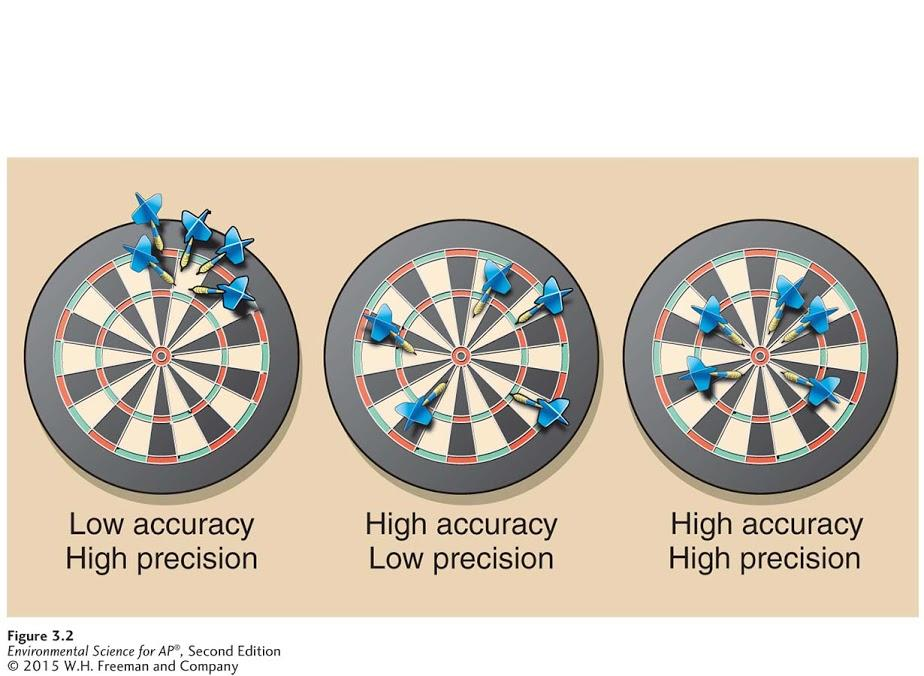 Low accuracy
High precision
High accuracy
Low precision
High accuracy
High precision
Figure 3.2
Environmental Science for AP®, Second Edition
© 2015 W.H. Freeman and Company